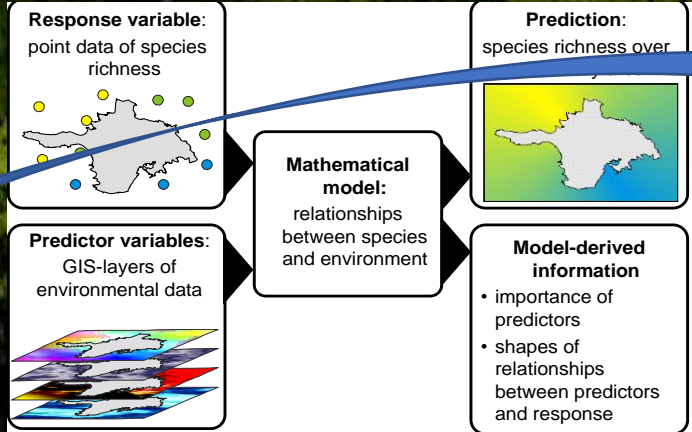 Response variable:
point data of species
richness
Predictor variables:
GIS-layers of
environmental data
Mathematical
model:
relationships
between species
and environment
Prediction:
species richness over
Model-derived
information
• importance of
predictors
• shapes of
relationships
between predictors
and response